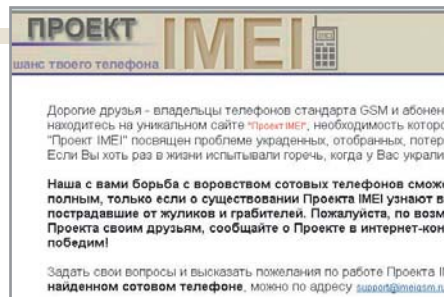 ПРОЕКТ IMEI
шанс твоего телефона
Дорогие друзья - владельцы телефонов стандарта GSM и абонен
находитесь на уникальном сайте "Проект IMEI", необходимость которо
"Проект IMEI" посвящен проблеме украденных, отобранных, потер
Если Вы хоть раз в жизни испытывали горечь, когда у Вас украли
Наша с вами борьба с воровством сотовых телефонов сможе
полным, только если о существовании Проекта IMEI узнают в
пострадавшие от жуликов и грабителей. Пожалуйста, по возм
Проекта своим друзьям, сообщайте о Проекте в интернет-кон
победим!
Задать свои вопросы и высказать пожелания по работе Проекта I
найденном сотовом телефоне, можно по адресу support@imeigsm.r